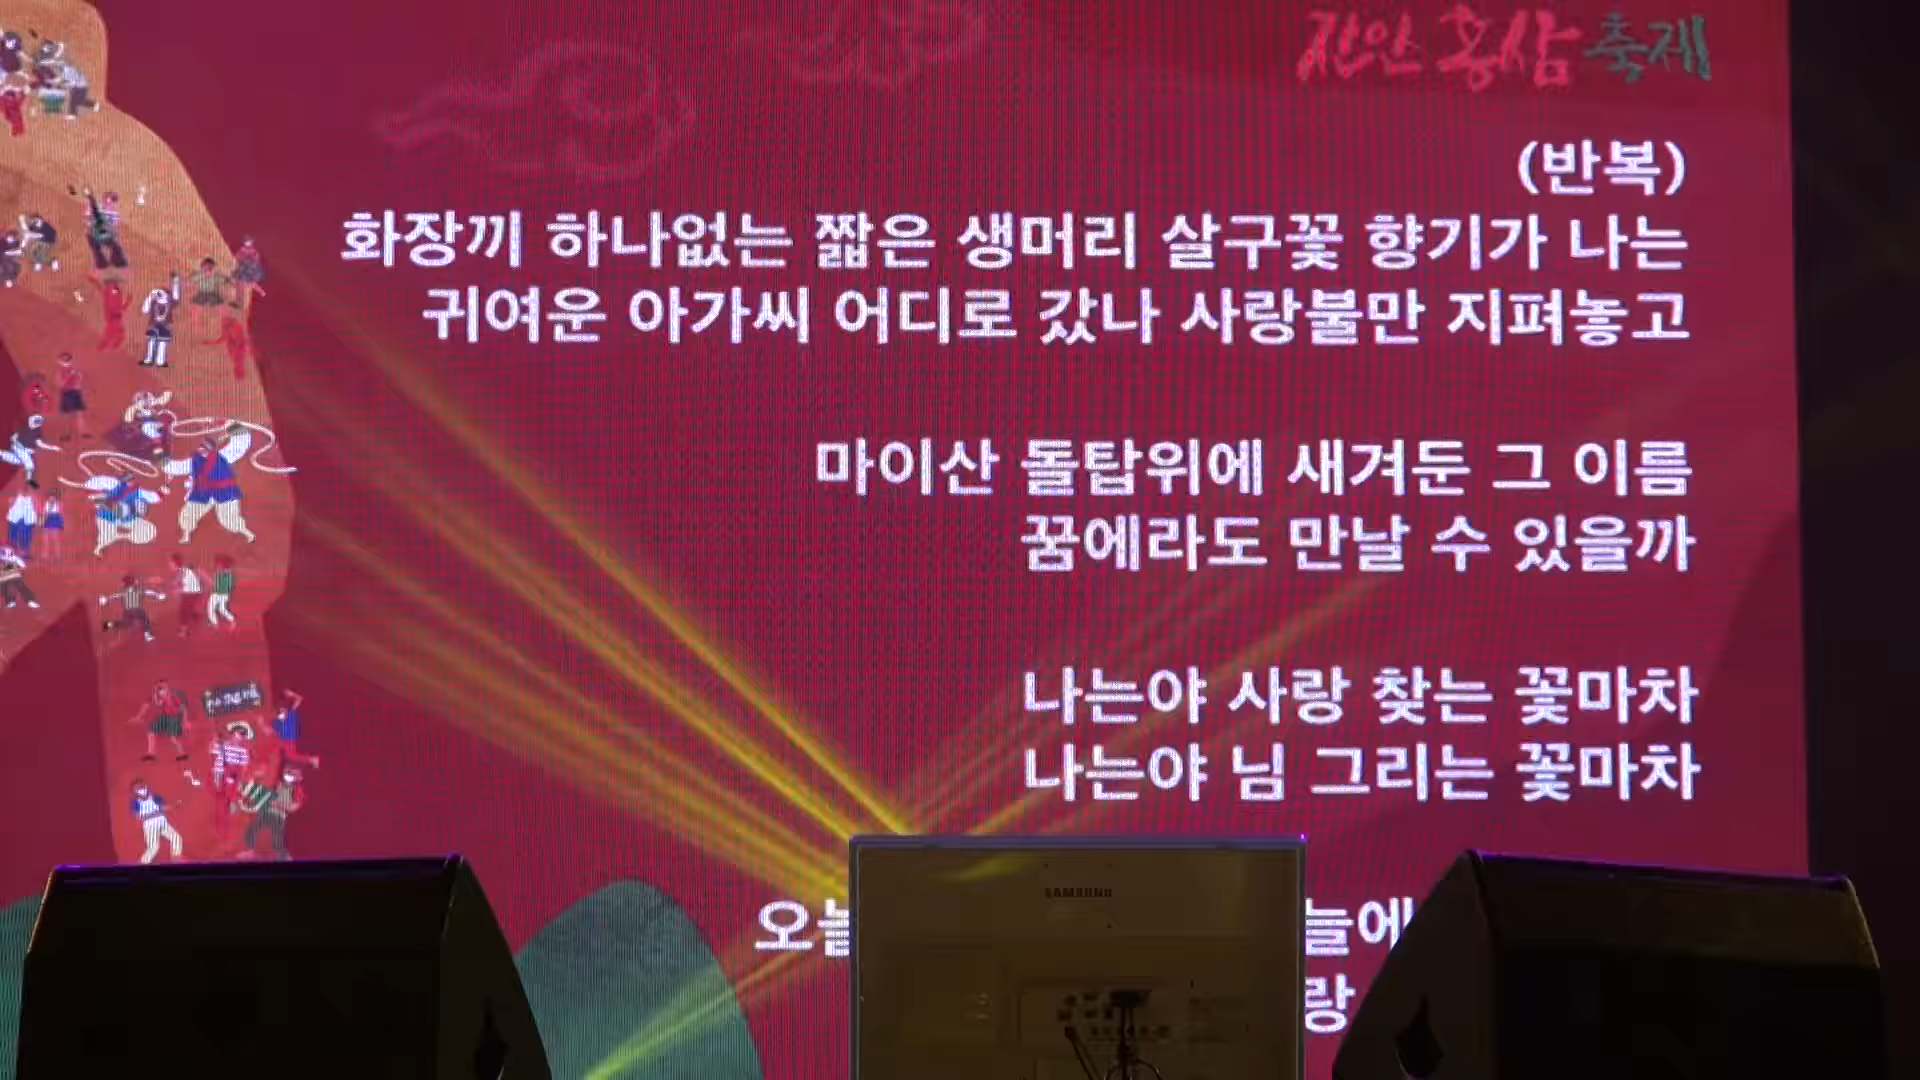 진안 홍삼 축제
(반복)
화장끼 하나없는 짧은 생머리 살구꽃 향기가 나는
귀여운 아가씨 어디로 갔나 사랑불만 지펴놓고
마이산 돌탑위에 새겨둔 그 이름
꿈에라도 만날 수 있을까
나는야 사랑 찾는 꽃마차
나는야 님 그리는 꽃마차
SAMSUNG